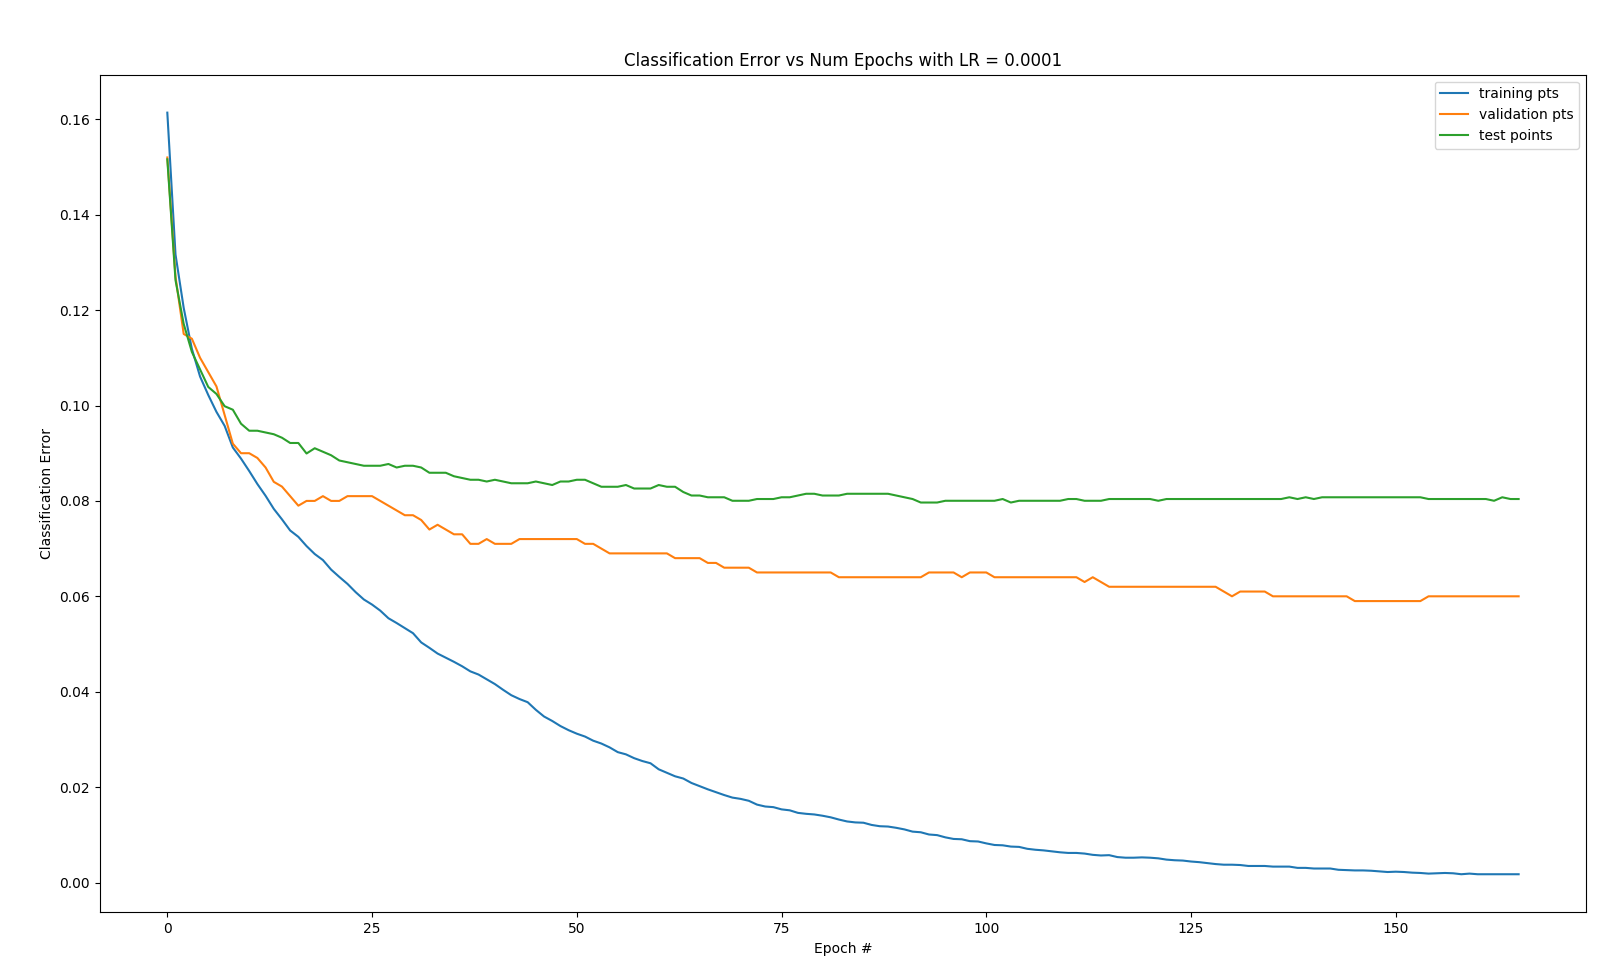 Classification Error vs Num Epochs with LR = 0.0001
training pts
validation pts
test points
0.16
0.14
0.12
0.10
0.08
0.06
0.04
0.02
0.00
Classification Error
0 25 50 75 100 125 150
Epoch #